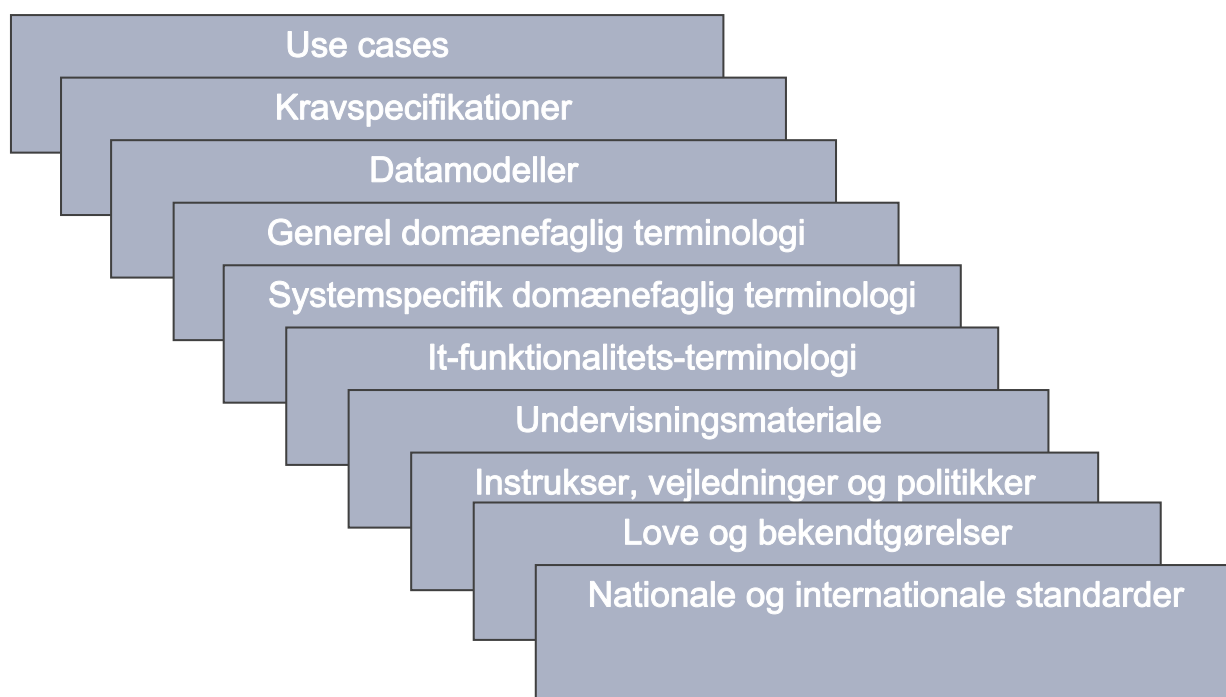 Use cases
Kravspecifikationer
Datamodeller
Generel domænefaglig terminologi
Systemspecifik domænefaglig terminologi
It-funktionalitets-terminologi
Undervisningsmateriale
Instrukser, vejledninger og politikker
Love og bekendtgørelser
Nationale og internationale standarder